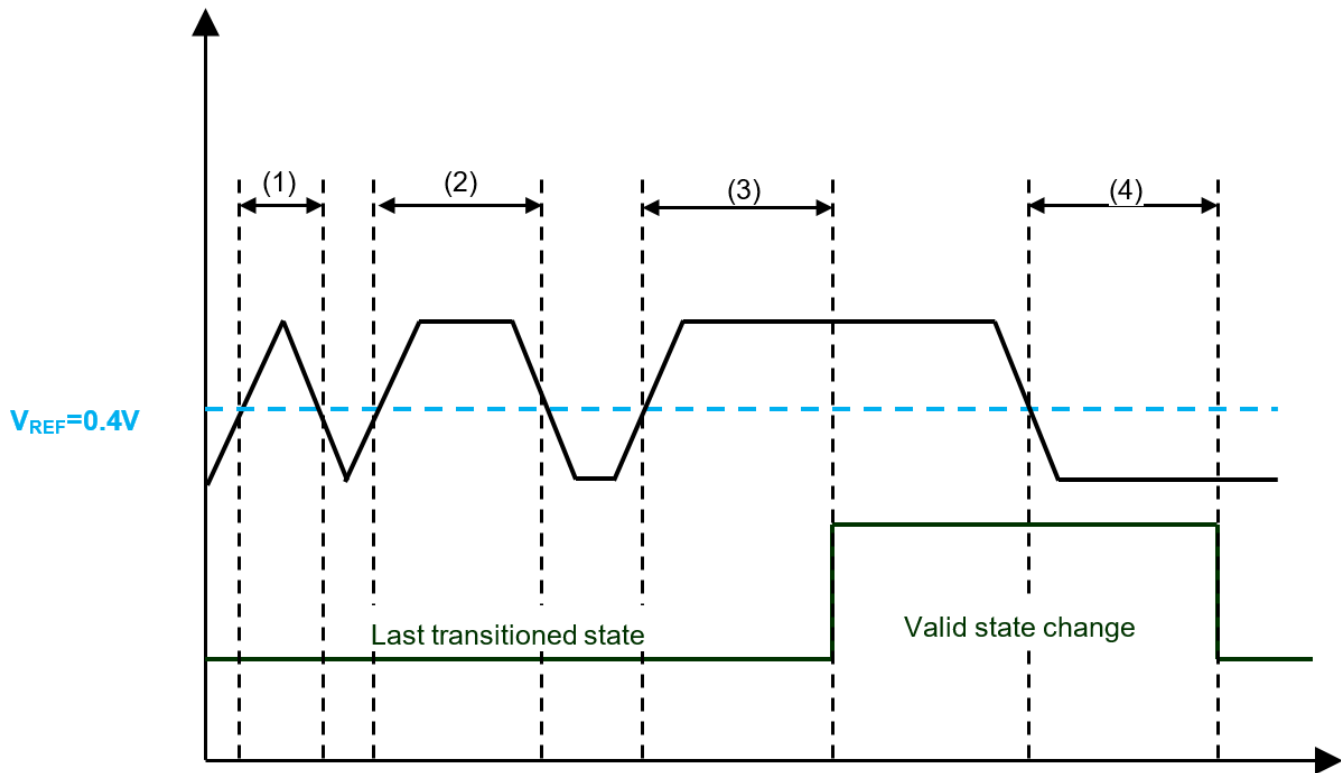 (1)
(2)
(3)
(4)
VREF=0.4V
Last transitioned state
Valid state change